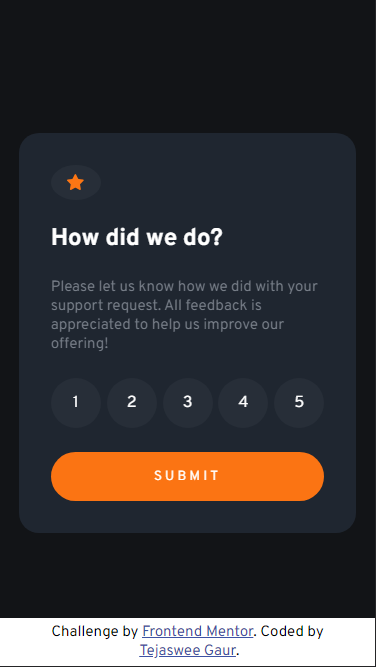 How did we do?
Please let us know how we did with your
support request. All feedback is
appreciated to help us improve our
offering!
1 2 3 4 5
SUBMIT
Challenge by Frontend Mentor. Coded by
Tejaswee Gaur.